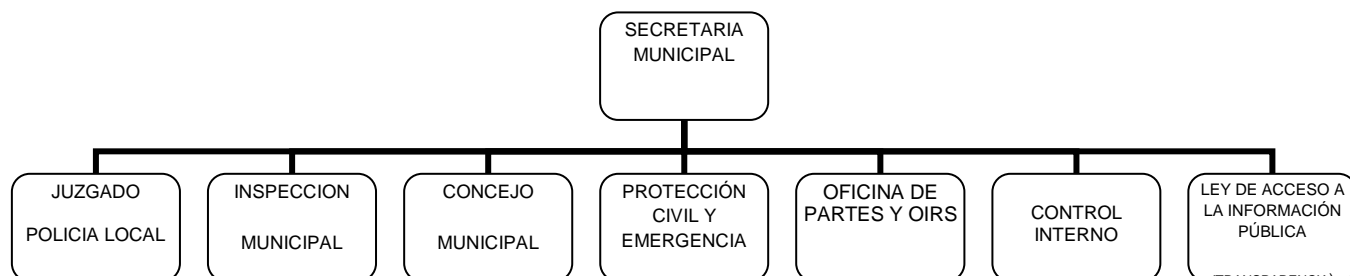 SECRETARIA
MUNICIPAL
JUZGADO
POLICIA LOCAL
INSPECCION
MUNICIPAL
CONCEJO
MUNICIPAL
PROTECCIÓN
CIVIL Y
EMERGENCIA
OFICINA DE
PARTES Y OIRS
CONTROL
INTERNO
LEY DE ACCESO A
LA INFORMACIÓN
PÚBLICA